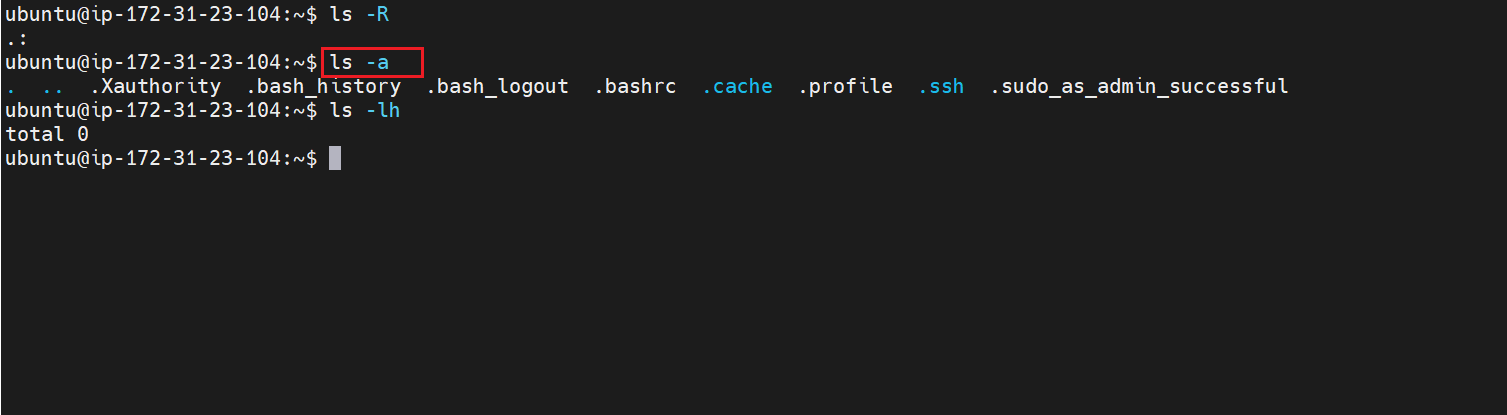 ubuntu@ip-172-31-23-104:~$ ls -R
.:
ubuntu@ip-172-31-23-104:~$ ls -a
.  ..  .Xauthority  .bash_history  .bash_logout  .bashrc  .cache  .profile  .ssh  .sudo_as_admin_successful
ubuntu@ip-172-31-23-104:~$ ls -lh
total 0
ubuntu@ip-172-31-23-104:~$